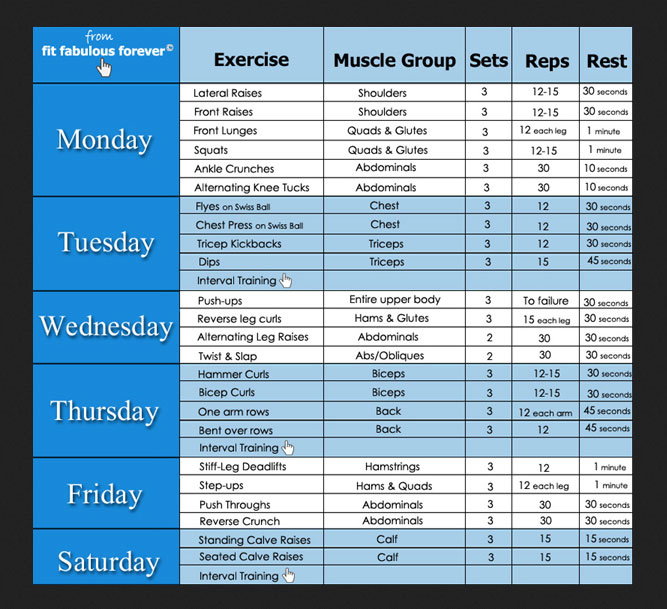 from
fit fabulous forever©
Exercise Muscle Group Sets Reps Rest
Monday
Lateral Raises Shoulders 3 12-15 30 seconds
Front Raises Shoulders 3 12-15 30 seconds
Front Lunges Quads & Glutes 3 12 each leg 1 minute
Squats Quads & Glutes 3 12-15 1 minute
Ankle Crunches Abdominals 3 30 10 seconds
Alternating Knee Tucks Abdominals 3 30 10 seconds
Tuesday
Flyes on Swiss Ball Chest 3 12 30 seconds
Chest Press on Swiss Ball Chest 3 12 30 seconds
Tricep Kickbacks Triceps 3 12 30 seconds
Dips Triceps 3 15 45 seconds
Interval Training
Wednesday
Push-ups Entire upper body 3 To failure 30 seconds
Reverse leg curls Hams & Glutes 3 15 each leg 30 seconds
Alternating Leg Raises Abdominals 2 30 30 seconds
Twist & Slap Abs/Obliques 2 30 30 seconds
Thursday
Hammer Curls Biceps 3 12-15 30 seconds
Bicep Curls Biceps 3 12-15 30 seconds
One arm rows Back 3 12 each arm 45 seconds
Bent over rows Back 3 12 45 seconds
Interval Training
Friday
Stiff-Leg Deadlifts Hamstrings 3 12 1 minute
Step-ups Hams & Quads 3 12 each leg 1 minute
Push Throughs Abdominals 3 30 30 seconds
Reverse Crunch Abdominals 3 30 30 seconds
Saturday
Standing Calve Raises Calf 3 15 15 seconds
Seated Calve Raises Calf 3 15 15 seconds
Interval Training